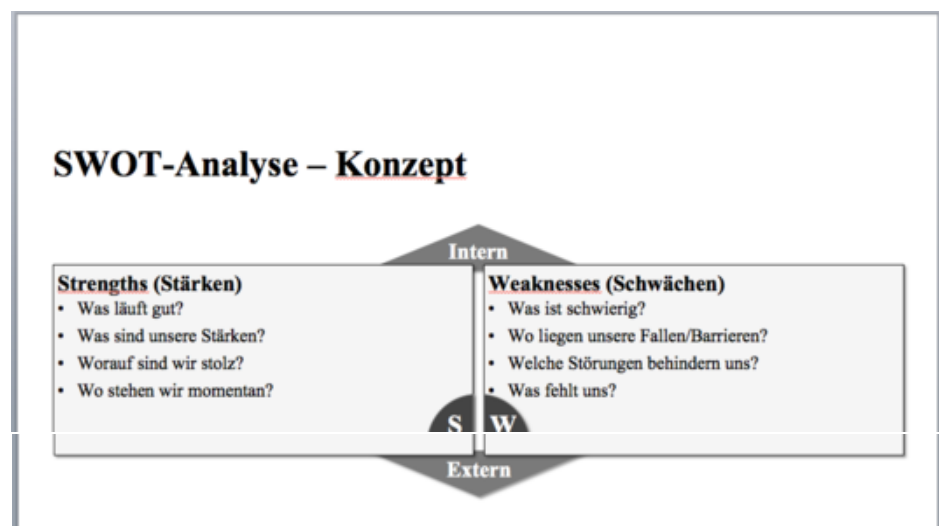 SWOT-Analyse – Konzept
Intern
Strengths (Stärken)
• Was läuft gut?
• Was sind unsere Stärken?
• Worauf sind wir stolz?
• Wo stehen wir momentan?
Weaknesses (Schwächen)
• Was ist schwierig?
• Wo liegen unsere Fallen/Barrieren?
• Welche Störungen behindern uns?
• Was fehlt uns?
S W
Extern